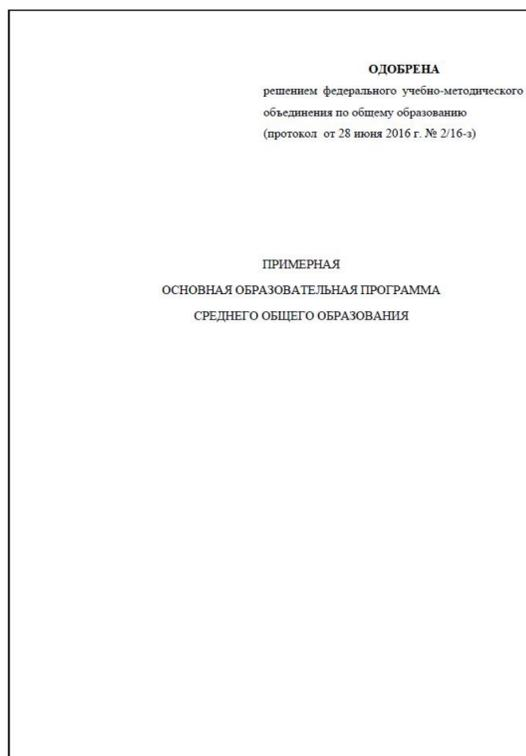 ОДОБРЕНА
решением федерального учебно-методического
объединения по общему образованию
(протокол от 28 июня 2016 г. № 2/16-з)
ПРИМЕРНАЯ
ОСНОВНАЯ ОБРАЗОВАТЕЛЬНАЯ ПРОГРАММА
СРЕДНЕГО ОБЩЕГО ОБРАЗОВАНИЯ